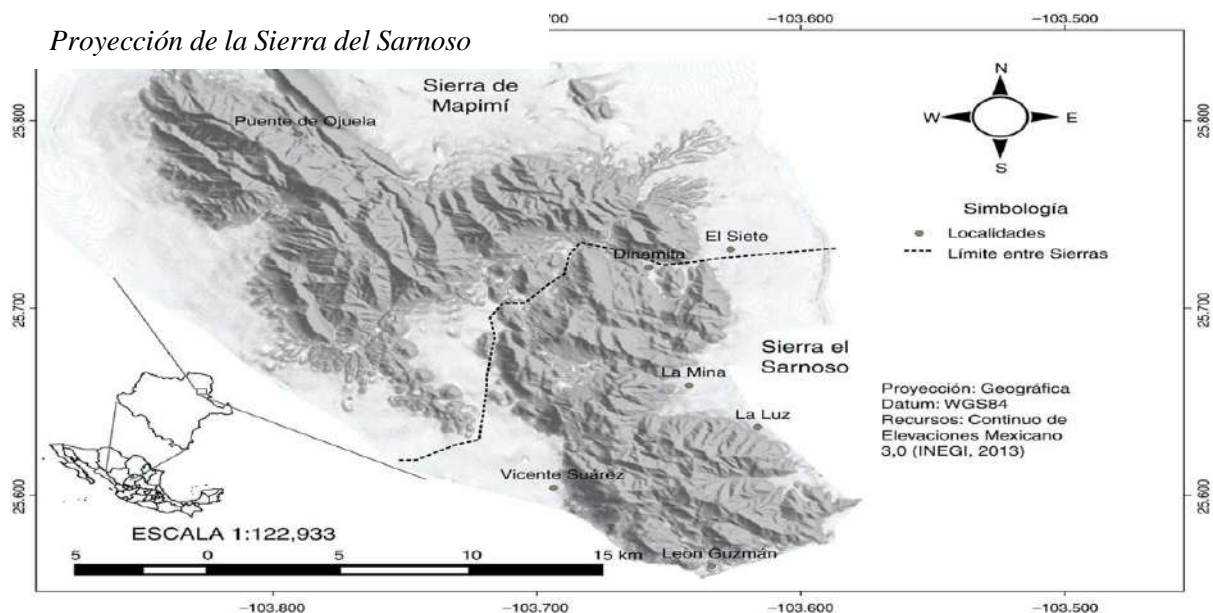 Proyección de la Sierra del Sarnoso
00
−103.600
−103.500
Sierra de
Mapimí
Puente de Ojuela
25.800
25.800
N
W
E
S
Simbología
Localidades
Límite entre Sierras
El Siete
Dinamita
25.700
25.700
Sierra el
Sarnoso
La Mina
La Luz
Proyección: Geográfica
Datum: WGS84
Recursos: Continuo de
Elevaciones Mexicano
3,0 (INEGI, 2013)
Vicente Suárez
25.600
25.600
ESCALA 1:122,933
5 0 5 10 15 km
León Guzmán
−103.800
−103.700
−103.600
−103.500